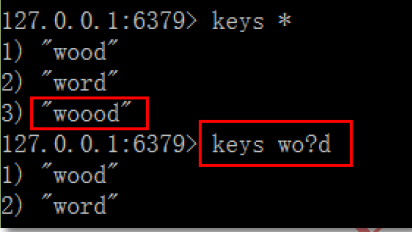 127.0.0.1:6379> keys *
1) "wood"
2) "word"
3) "woood"
127.0.0.1:6379> keys wo?d
1) "wood"
2) "word"